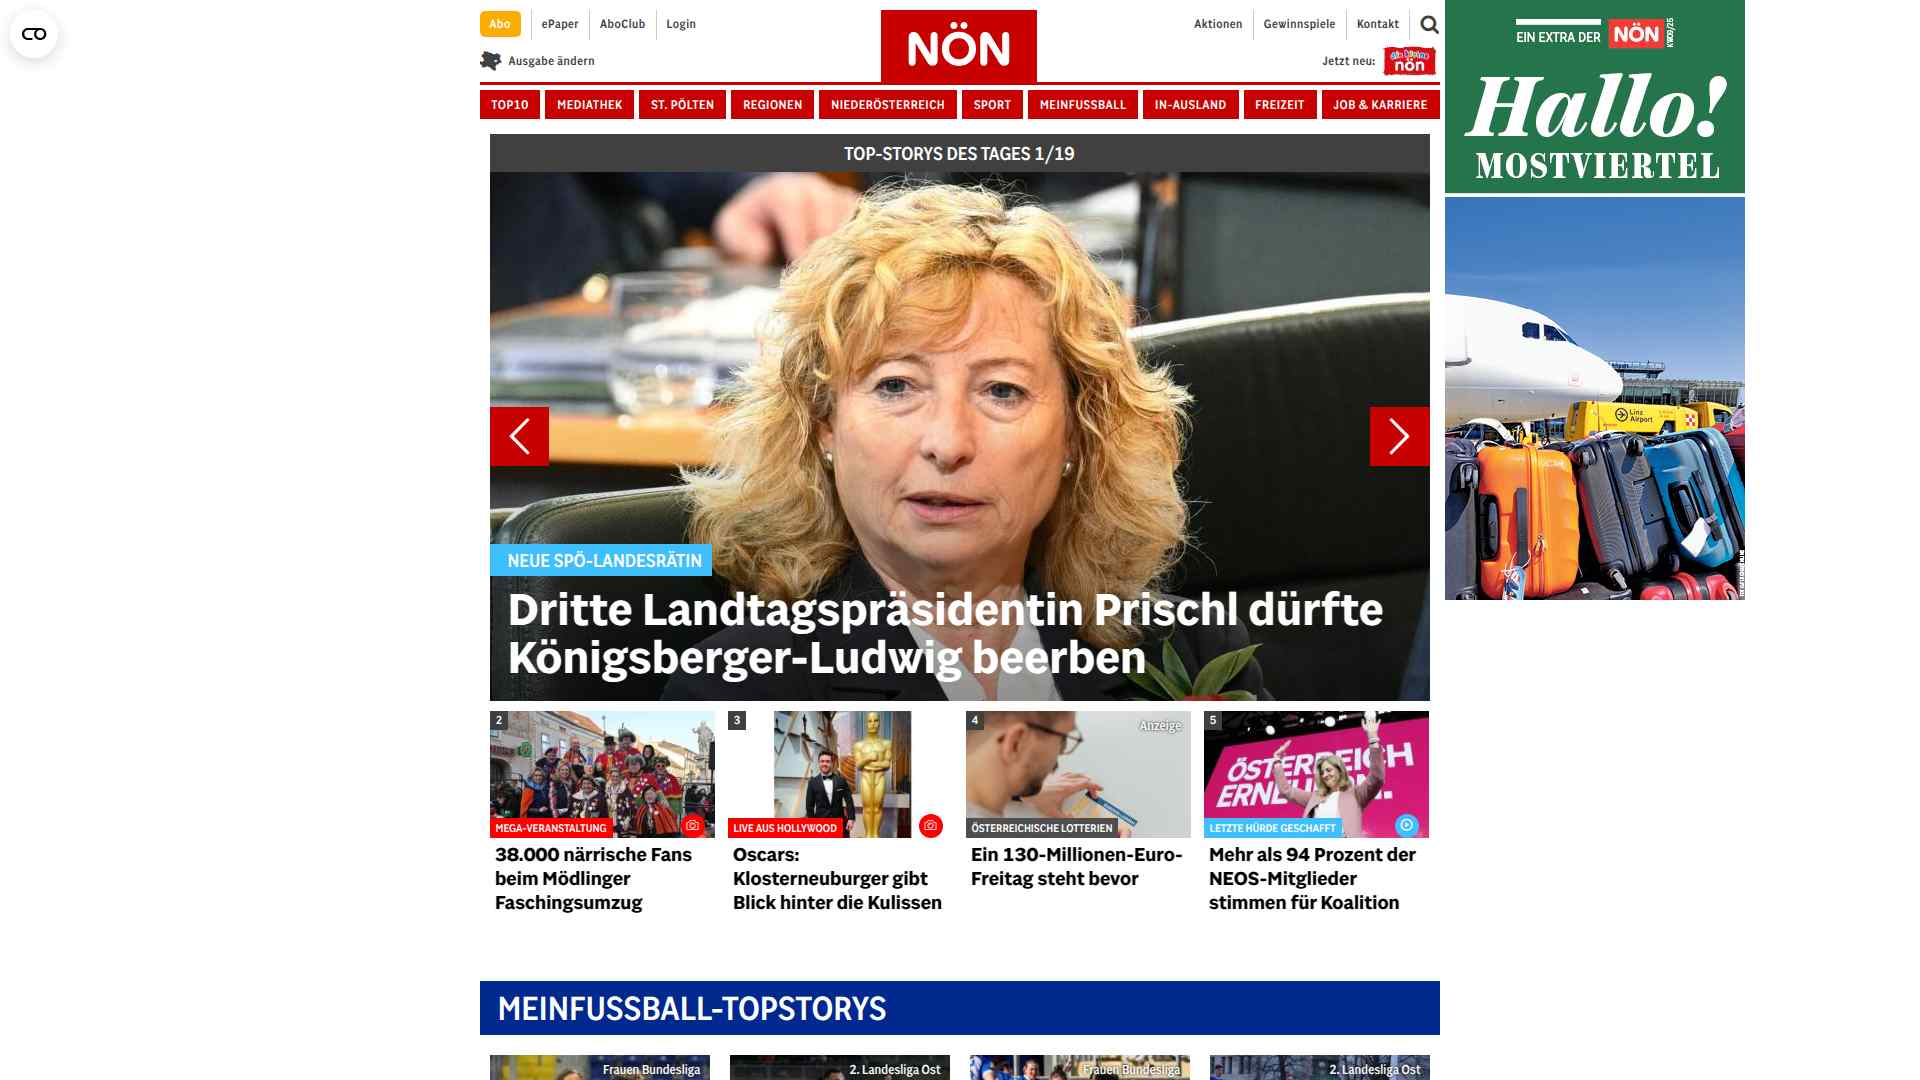 Abo
ePaper
AboClub
Login
Aktionen
Gewinnspiele
Kontakt
NÖN
Ausgabe ändern
Jetzt neu:
die kleine
nön
TOP10
MEDIATHEK
ST. PÖLTEN
REGIONEN
NIEDERÖSTERREICH
SPORT
MEINFUSSBALL
IN-AUSLAND
FREIZEIT
JOB & KARRIERE
EIN EXTRA DER NÖN
KW09/25
Hallo!
MOSTVIERTEL
Linz
Airport
TOP-STORYS DES TAGES 1/19
NEUE SPÖ-LANDESRÄTIN
Dritte Landtagspräsidentin Prischl dürfte
Königsberger-Ludwig beerben
2
MEGA-VERANSTALTUNG
38.000 närrische Fans
beim Mödlinger
Faschingsumzug
3
LIVE AUS HOLLYWOOD
Oscars:
Klosterneuburger gibt
Blick hinter die Kulissen
4
Anzeige
ÖSTERREICHISCHE LOTTERIEN
Ein 130-Millionen-Euro-
Freitag steht bevor
5
ÖSTERREICH
LETZTE HÜRDE GESCHAFFT
Mehr als 94 Prozent der
NEOS-Mitglieder
stimmen für Koalition
MEINFUSSBALL-TOPSTORYS
Frauen Bundesliga
2. Landesliga Ost
Frauen Bundesliga
2. Landesliga Ost